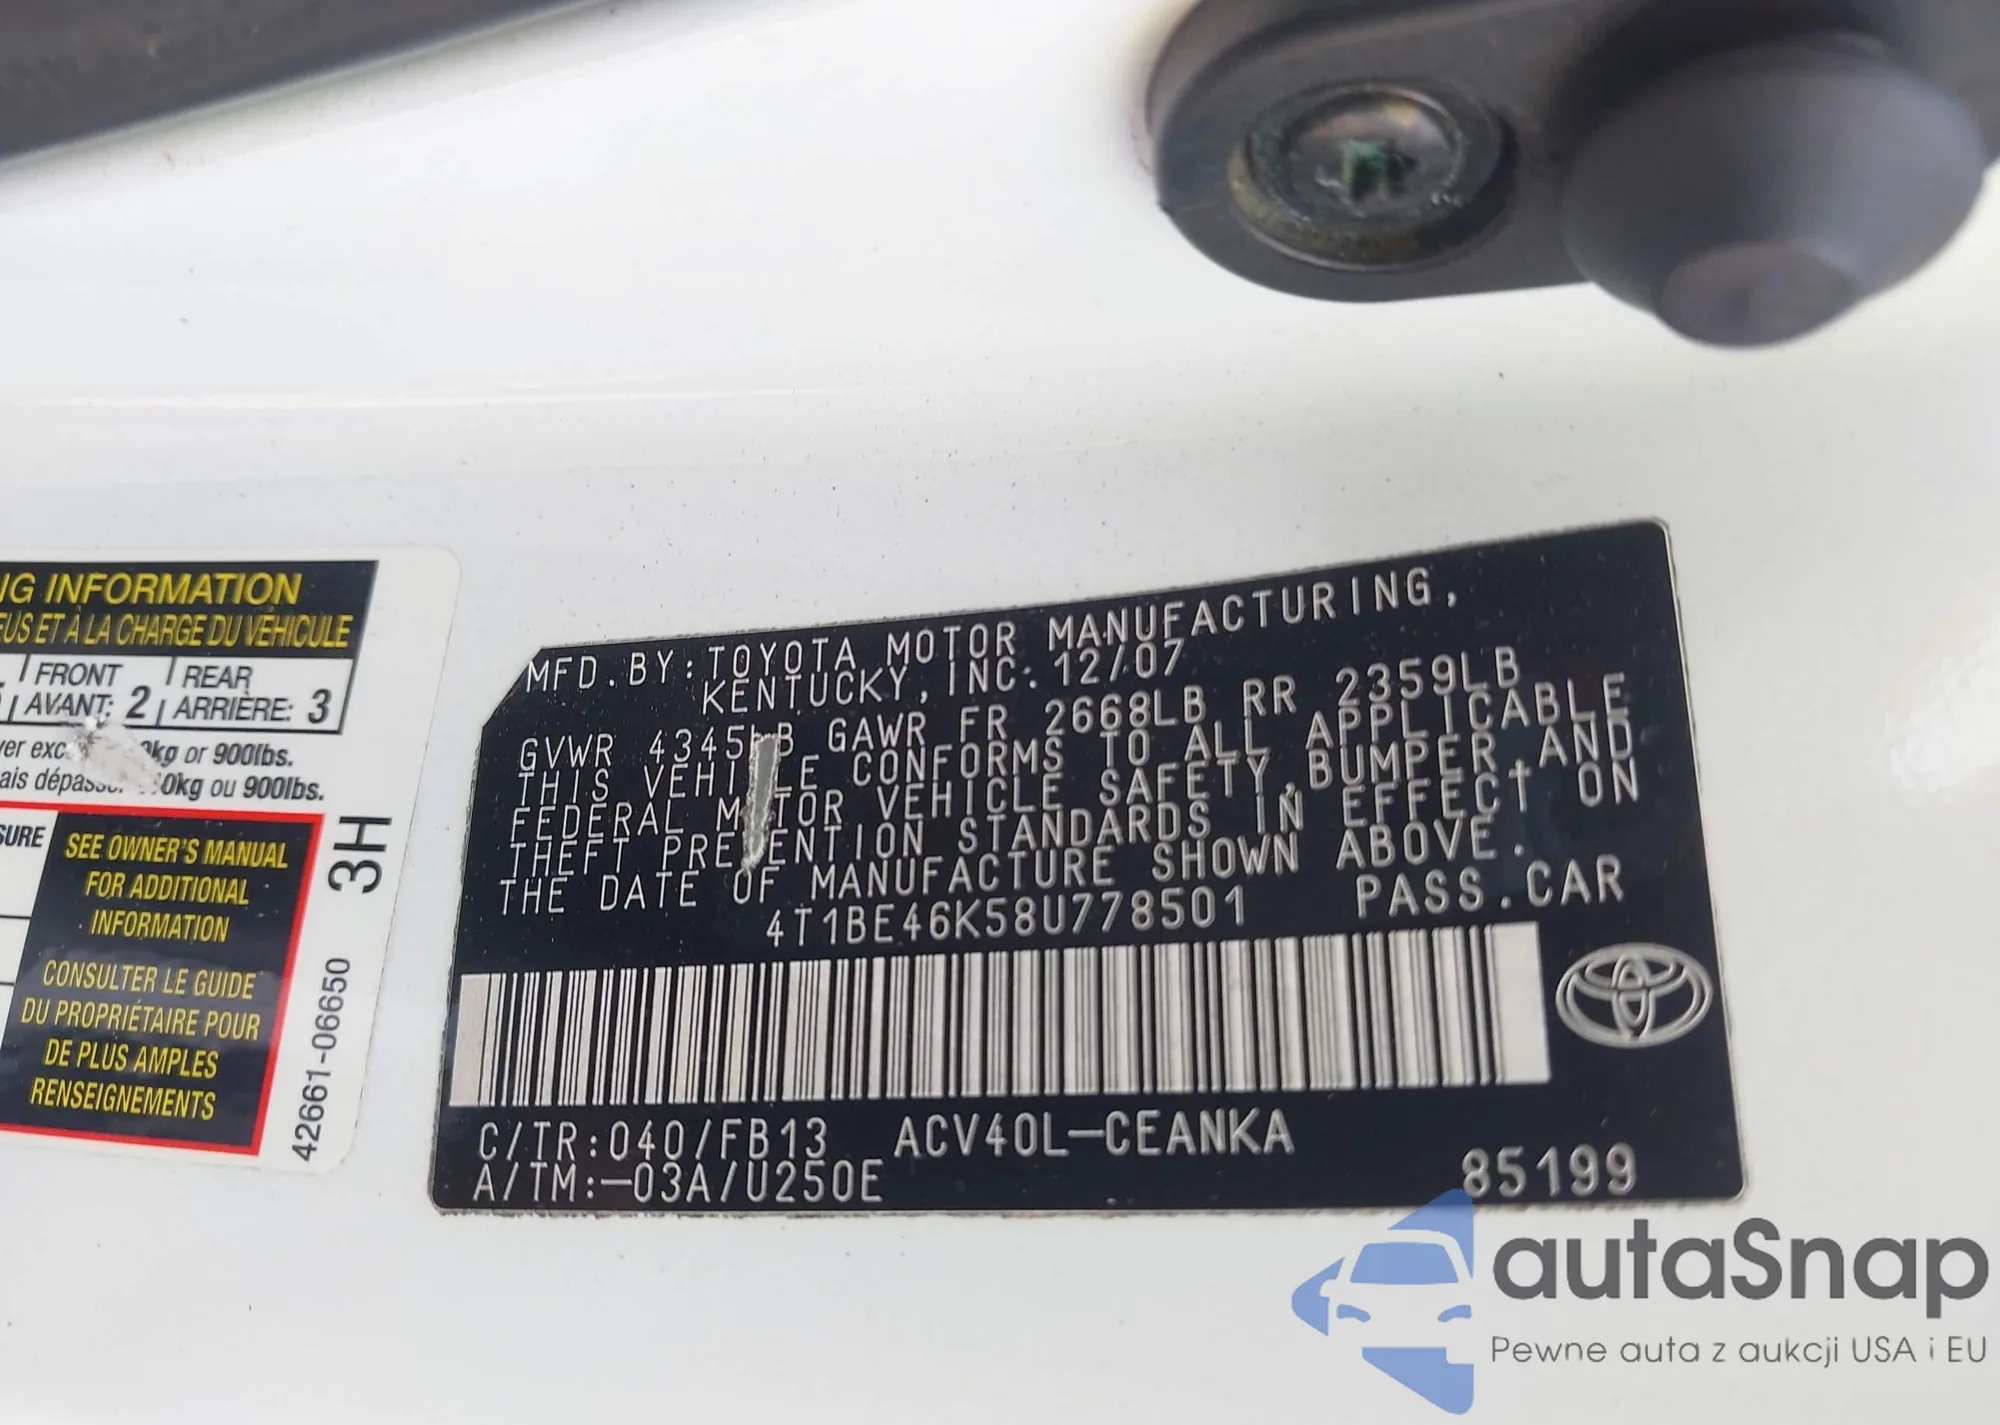 NG INFORMATION
EUS ET À LA CHARGE DU VÉHICULE
FRONT REAR
AVANT: 2 ARRIÈRE: 3
ver kg or 900lbs.
ais 0kg ou 900lbs.
SURE
SEE OWNER'S MANUAL
FOR ADDITIONAL
INFORMATION
CONSULTER LE GUIDE
DU PROPRIÉTAIRE POUR
DE PLUS AMPLES
RENSEIGNEMENTS
3H
42661-06650
MFD. BY: TOYOTA MOTOR MANUFACTURING,
KENTUCKY, INC: 12/07
GVWR 4345LB GAWR FR 2668LB RR 2359LB
THIS VEHICLE CONFORMS TO ALL APPLICABLE
FEDERAL MOTOR VEHICLE SAFETY, BUMPER, AND
THEFT PREVENTION STANDARDS IN EFFECT ON
THE DATE OF MANUFACTURE SHOWN ABOVE.
4T1BE46K58U778501 PASS. CAR
C/TR:040/FB13 ACV40L-CEANKA
A/TM:-03A/U250E 85199
autaSnap
Pewne auta z aukcji USA i EU